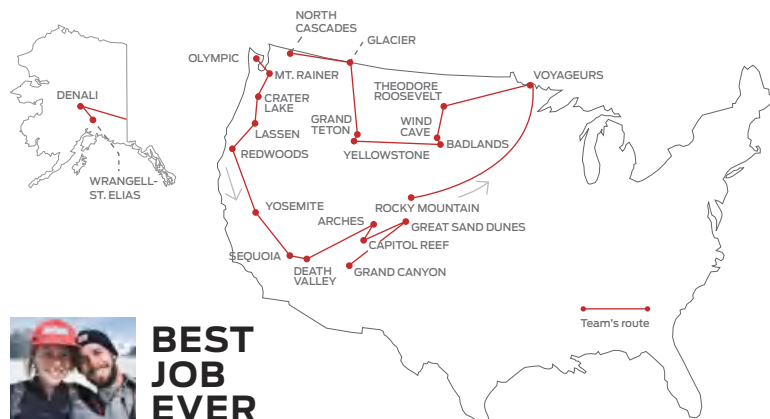 NORTH
CASCADES
GLACIER
OLYMPIC
MT. RAINER
VOYAGEURS
THEODORE
ROOSEVELT
DENALI
CRATER
LAKE
GRAND
TETON
WIND
CAVE
LASSEN
BADLANDS
REDWOODS
YELLOWSTONE
WRANGELL-
ST. ELIAS
YOSEMITE
ROCKY MOUNTAIN
ARCHES
GREAT SAND DUNES
CAPITOL REEF
SEQUOIA
DEATH
VALLEY
GRAND CANYON
Team's route
BEST
JOB
EVER